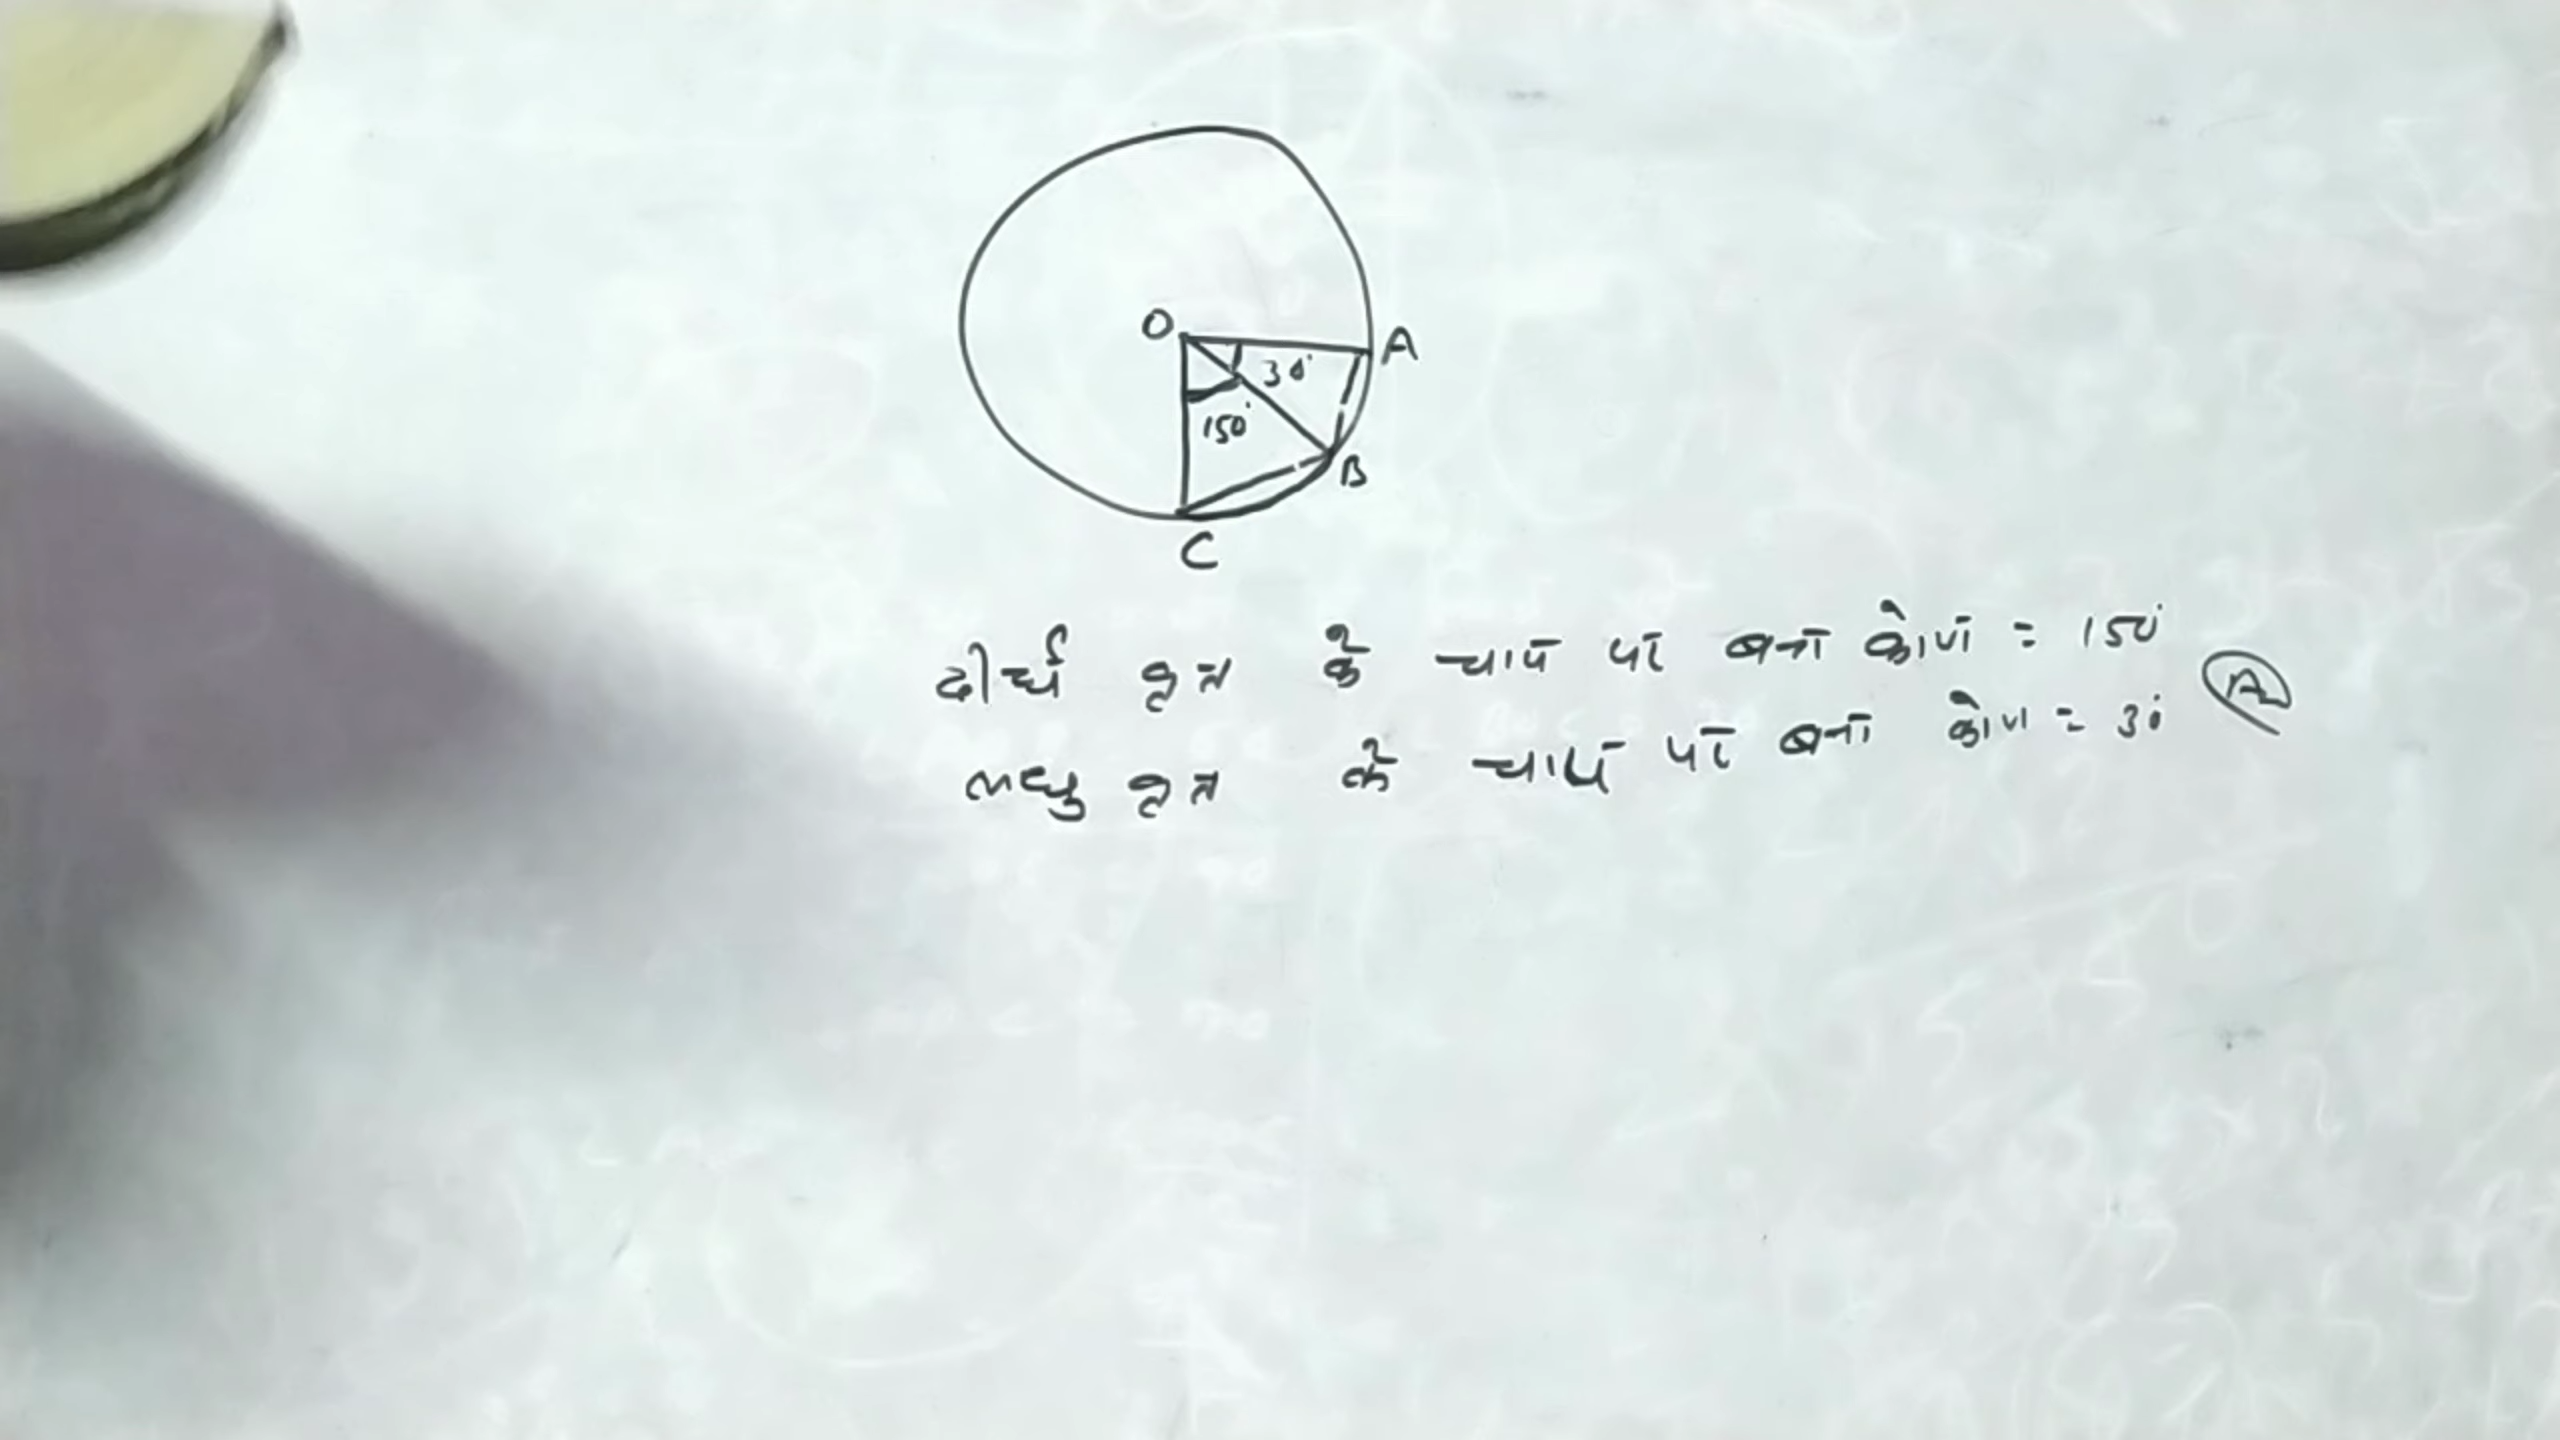 O
A
30°
150°
B
C
दीर्घ वृत्त के चाप पर बना कोण = 150°
लघु वृत्त के चाप पर बना कोण = 30°
A